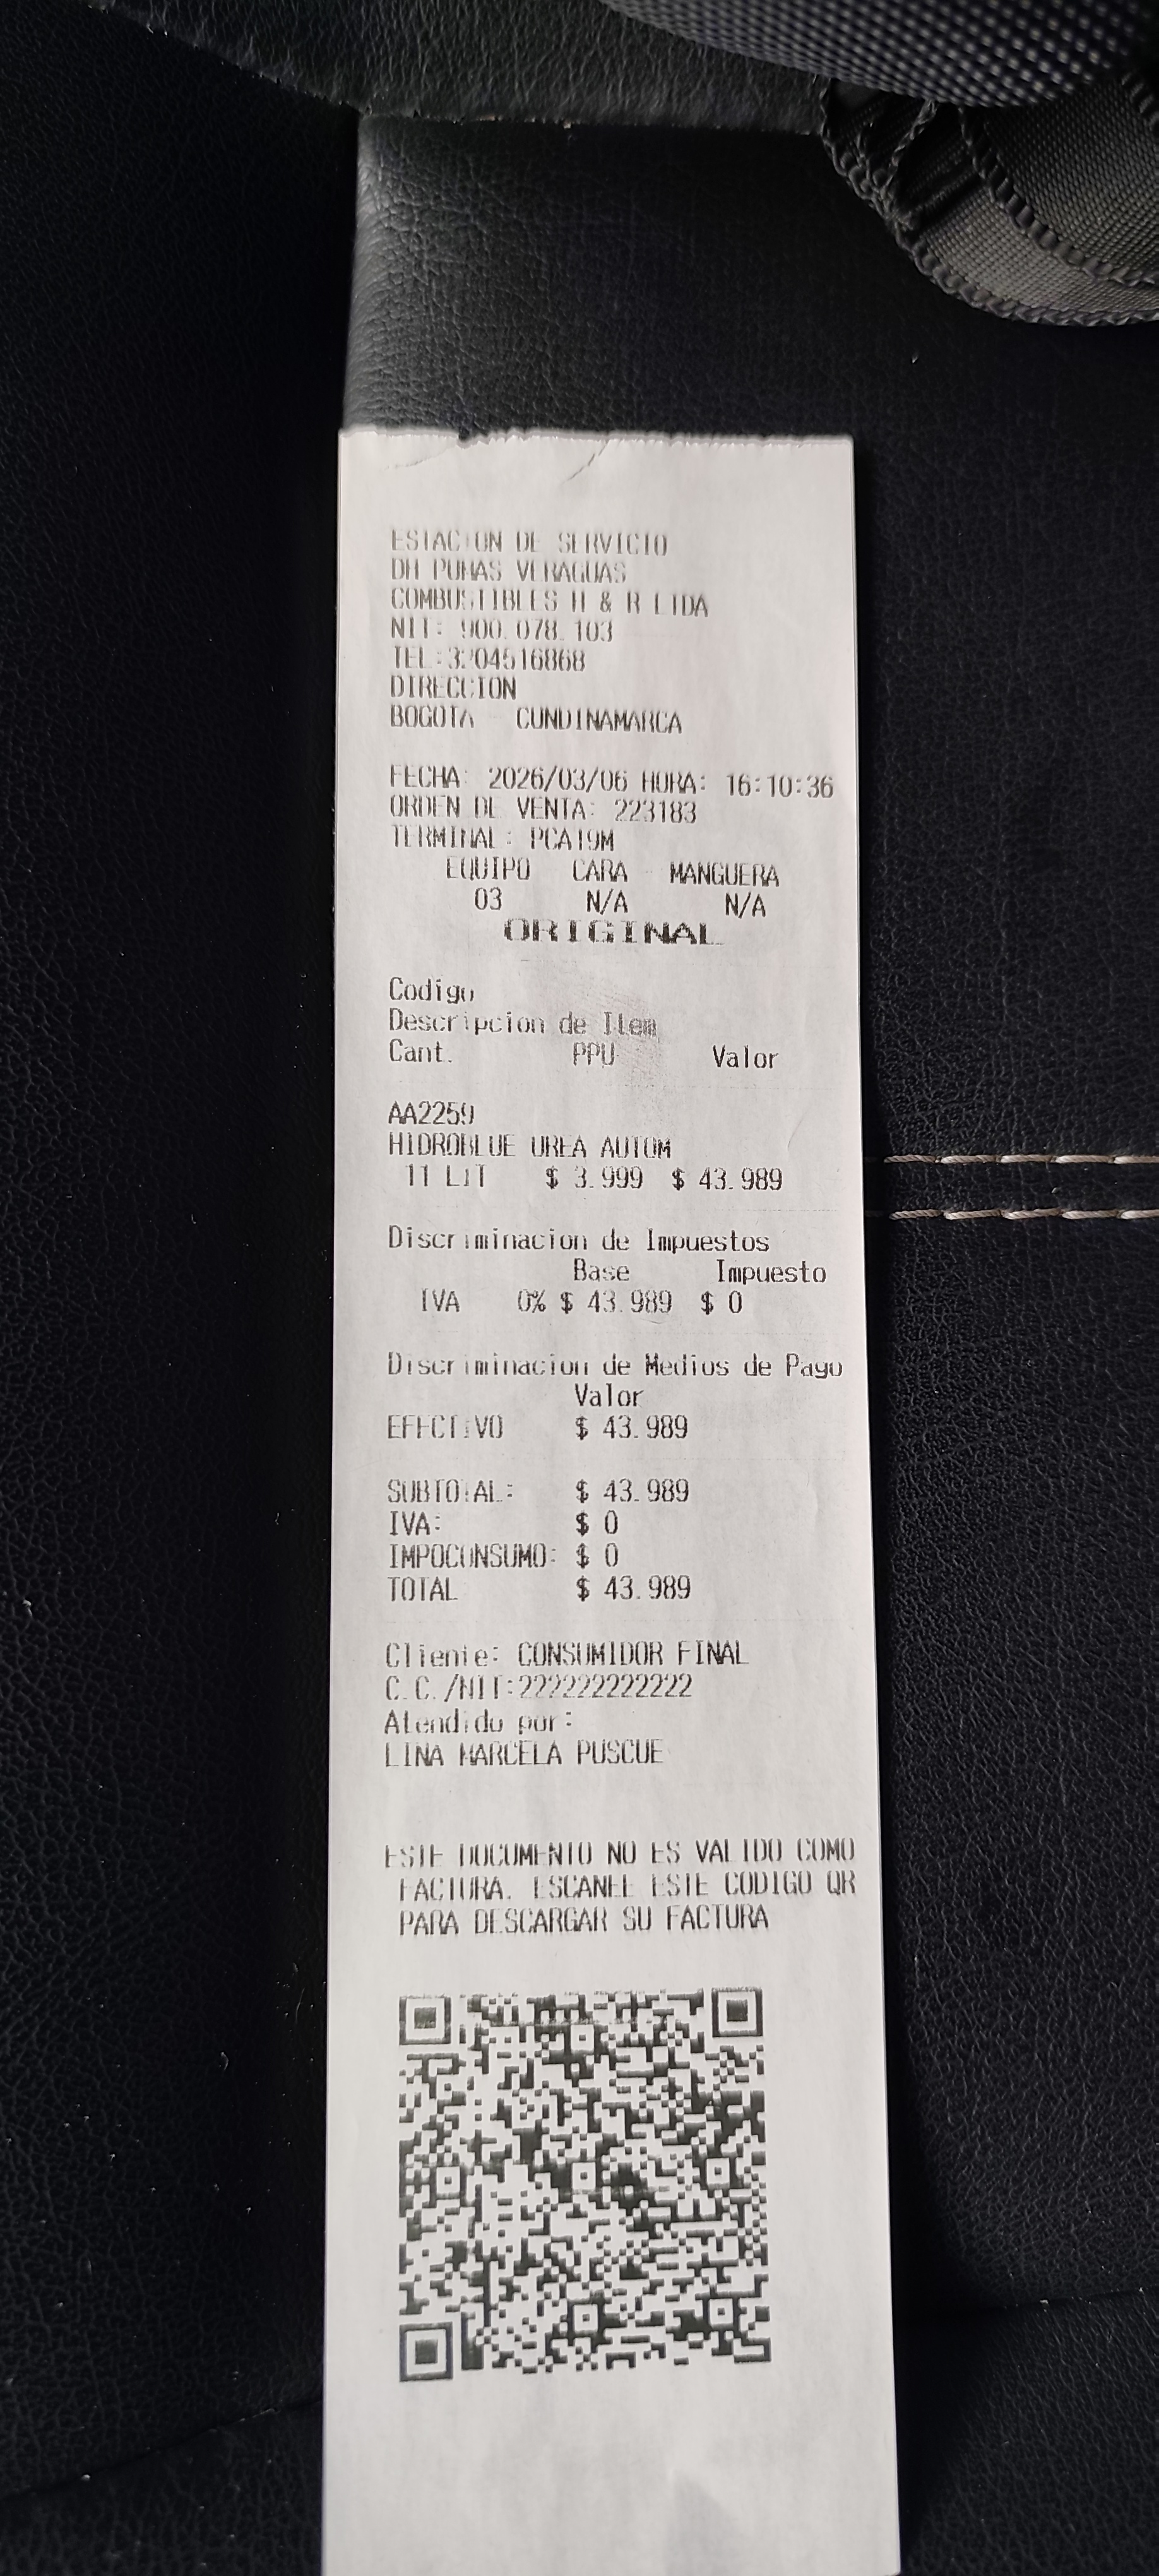 ESTACION DE SERVICIO
DH PUMAS VERAGUAS
COMBUSTIBLES H & R LTDA
NIT: 900.078.103
TEL:3204516868
DIRECCION
BOGOTA CUNDINAMARCA
FECHA: 2026/03/06 HORA: 16:10:36
ORDEN DE VENTA: 223183
TERMINAL: PCA19M
EQUIPO CARA MANGUERA
03 N/A N/A
ORIGINAL
Codigo
Descripcion de Item
Cant. PPU Valor
AA2259
HIDROBLUE UREA AUTOM
11 LIT $ 3.999 $ 43.989
Discriminacion de Impuestos
Base Impuesto
IVA 0% $ 43.989 $ 0
Discriminacion de Medios de Pago
Valor
EFECTIVO $ 43.989
SUBTOTAL: $ 43.989
IVA: $ 0
IMPOCONSUMO: $ 0
TOTAL $ 43.989
Cliente: CONSUMIDOR FINAL
C.C./NIT:222222222222
Atendido por:
LINA MARCELA PUSCUE
ESTE DOCUMENTO NO ES VALIDO COMO
FACTURA. ESCANEE ESTE CODIGO QR
PARA DESCARGAR SU FACTURA